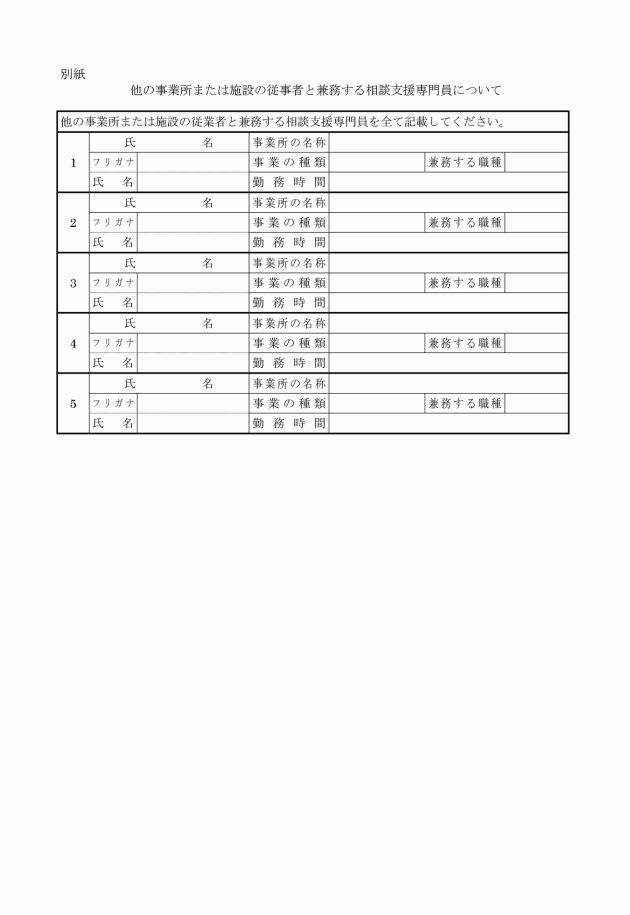 別紙
他の事業所または施設の従事者と兼務する相談支援専門員について
他の事業所または施設の従業者と兼務する相談支援専門員を全て記載してください。
1
氏 名 事業所の名称
フリガナ 事業の種類 兼務する職種
氏 名 勤務時間
2
氏 名 事業所の名称
フリガナ 事業の種類 兼務する職種
氏 名 勤務時間
3
氏 名 事業所の名称
フリガナ 事業の種類 兼務する職種
氏 名 勤務時間
4
氏 名 事業所の名称
フリガナ 事業の種類 兼務する職種
氏 名 勤務時間
5
氏 名 事業所の名称
フリガナ 事業の種類 兼務する職種
氏 名 勤務時間